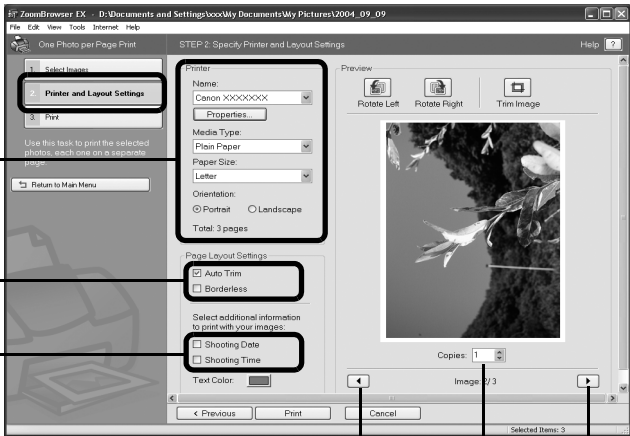 ZoomBrowser EX - D:\Documents and Settings\xxx\My Documents\My Pictures\2004_09_09
File Edit View Tools Internet Help
One Photo per Page Print
STEP 2: Specify Printer and Layout Settings
Help ?
1. Select Images
2. Printer and Layout Settings
3. Print
Use this task to print the selected
photos, each one on a separate
page.
Return to Main Menu
Printer
Name:
Canon XXXXXXX
Properties...
Media Type:
Plain Paper
Paper Size:
Letter
Orientation:
Portrait Landscape
Total: 3 pages
Page Layout Settings
Auto Trim
Borderless
Select additional information
to print with your images:
Shooting Date
Shooting Time
Text Color:
Preview
Rotate Left Rotate Right Trim Image
Copies: 1
Image: 2/ 3
< Previous Print Cancel
Selected Items: 3